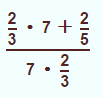 2/3 • 7 + 2/5
7 • 2/3